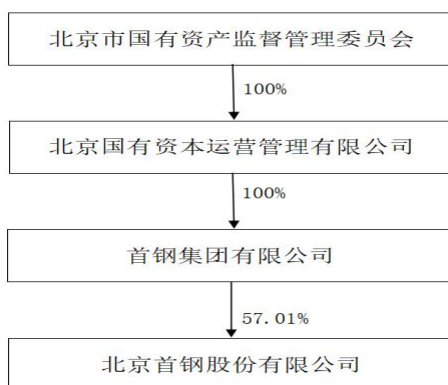 北京市国有资产监督管理委员会
100%
北京国有资本运营管理有限公司
100%
首钢集团有限公司
57.01%
北京首钢股份有限公司